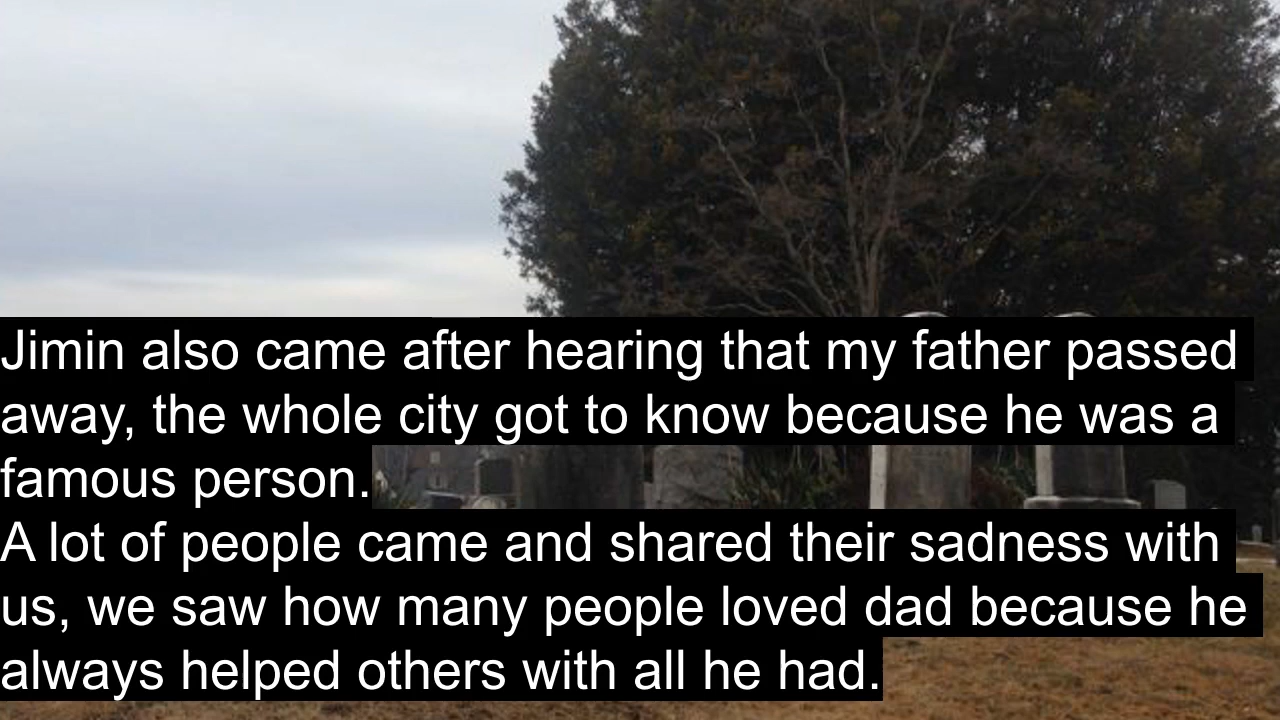 Jimin also came after hearing that my father passed
away, the whole city got to know because he was a
famous person.
A lot of people came and shared their sadness with
us, we saw how many people loved dad because he
always helped others with all he had.